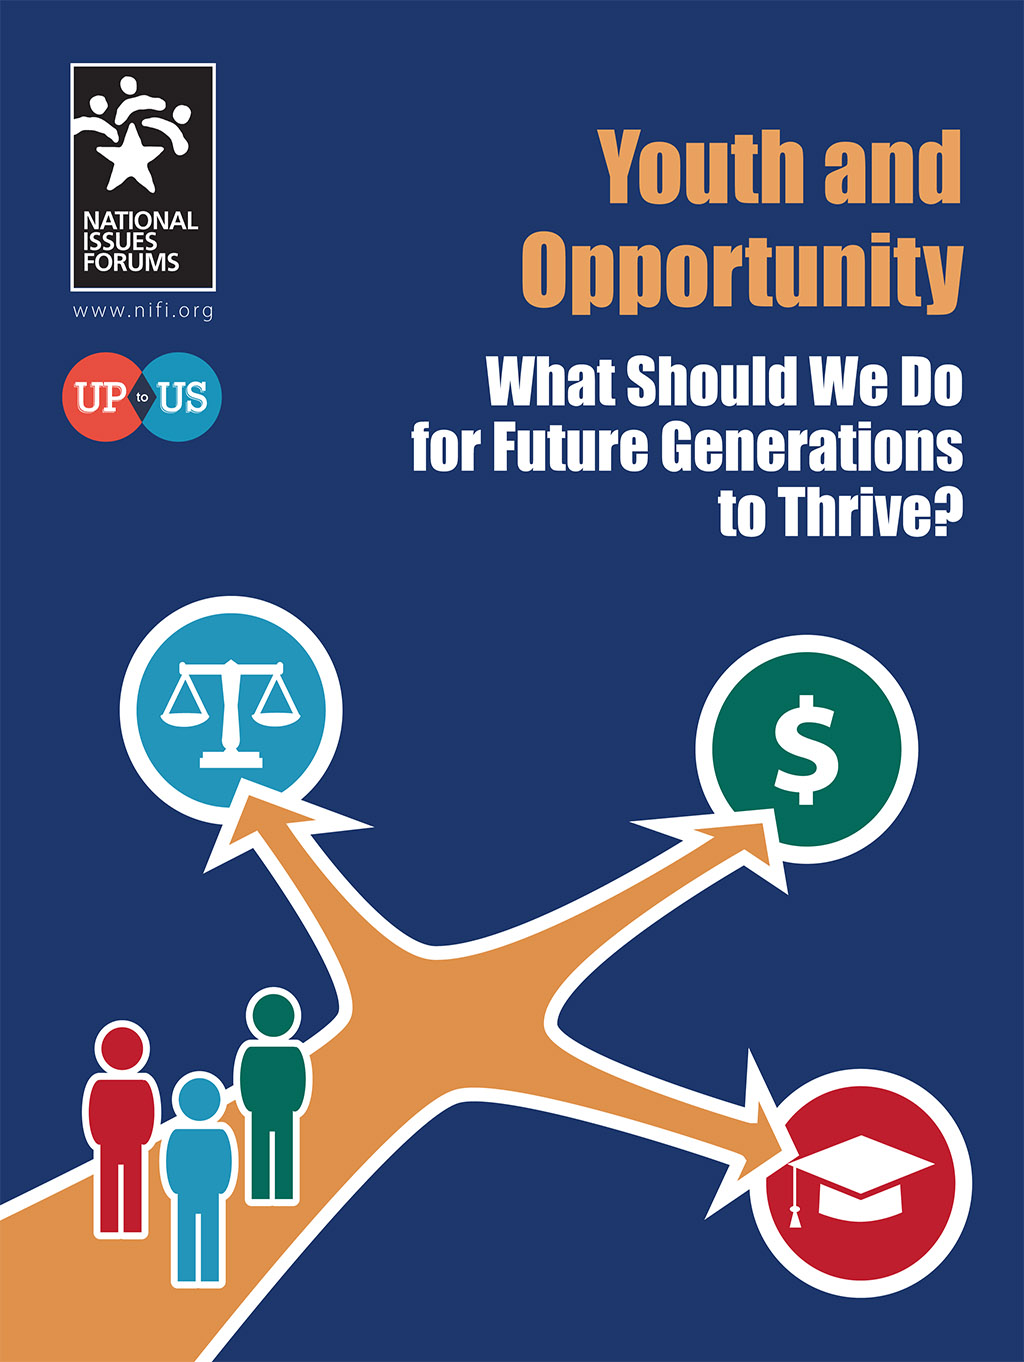 NATIONAL
ISSUES
FORUMS
www.nifi.org
UP to US
Youth and
Opportunity
What Should We Do
for Future Generations
to Thrive?
$